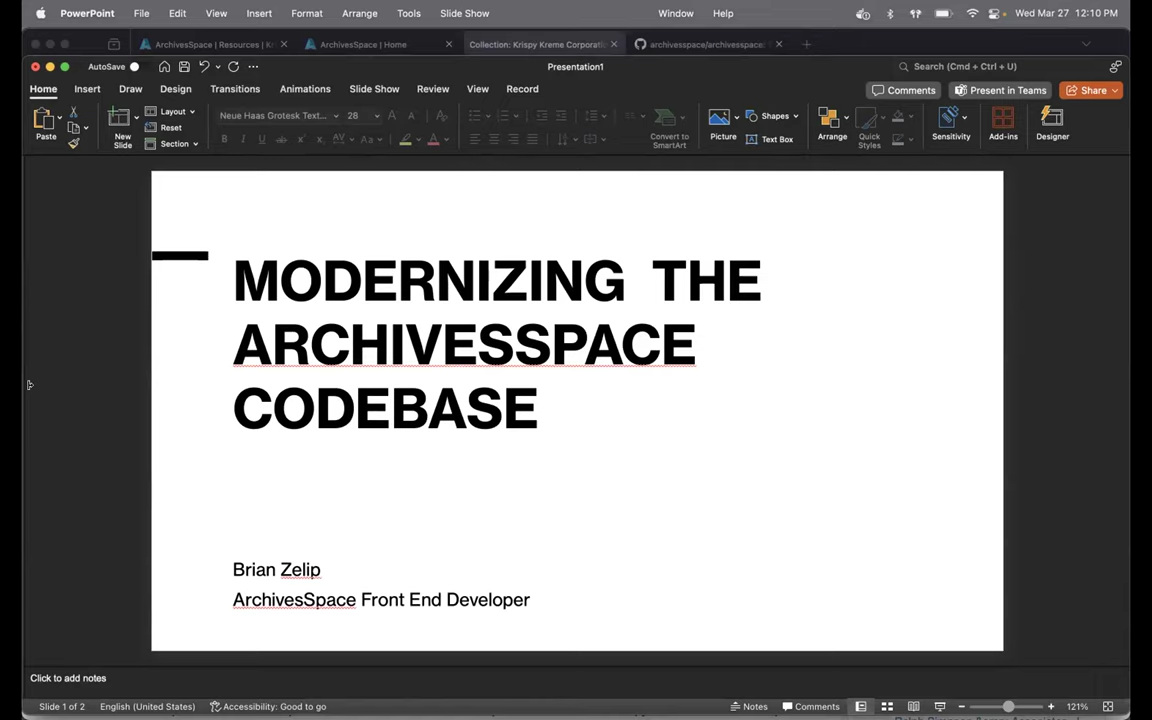 PowerPoint File Edit View Insert Format Arrange Tools Slide Show Window Help Wed Mar 27 12:10 PM
ArchivesSpace | Resources | Kr ArchivesSpace | Home Collection: Krispy Kreme Corporati archivesspace/archivesspace:
AutoSave Presentation1 Search (Cmd + Ctrl + U)
Home Insert Draw Design Transitions Animations Slide Show Review View Record Comments Present in Teams Share
Paste New Slide Layout Reset Section Neue Haas Grotesk Text... 28 Convert to SmartArt Picture Shapes Text Box Arrange Quick Styles Sensitivity Add-ins Designer
MODERNIZING THE
ARCHIVESSPACE
CODEBASE
Brian Zelip
ArchivesSpace Front End Developer
Click to add notes
Slide 1 of 2 English (United States) Accessibility: Good to go Notes Comments 121%